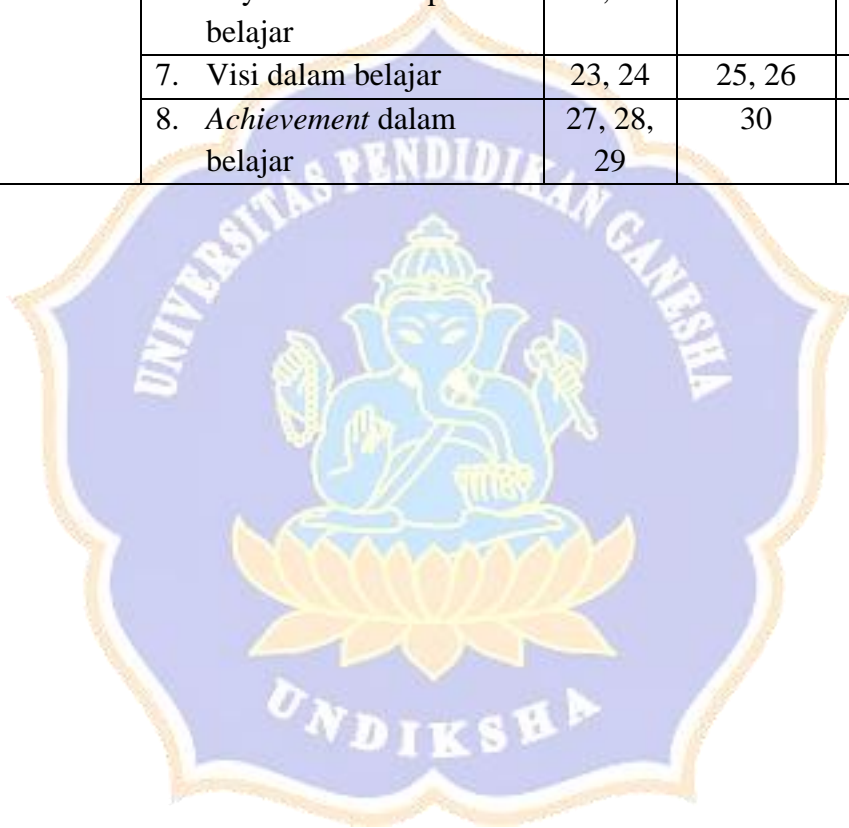 belajar
7. Visi dalam belajar 23, 24 25, 26
8. Achievement dalam 27, 28, 30
belajar 29
UNIVERSITAS PENDIDIKAN GANESHA
UNDIKSHA